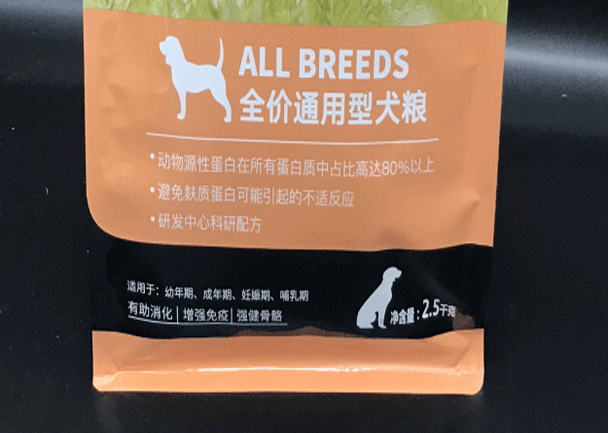 ALL BREEDS
全价通用型犬粮
•动物源性蛋白在所有蛋白质中占比高达80%以上
•避免麸质蛋白可能引起的不适反应
•研发中心科研配方
适用于：幼年期、成年期、妊娠期、哺乳期
有助消化 | 增强免疫 | 强健骨骼
净含量：2.5千克